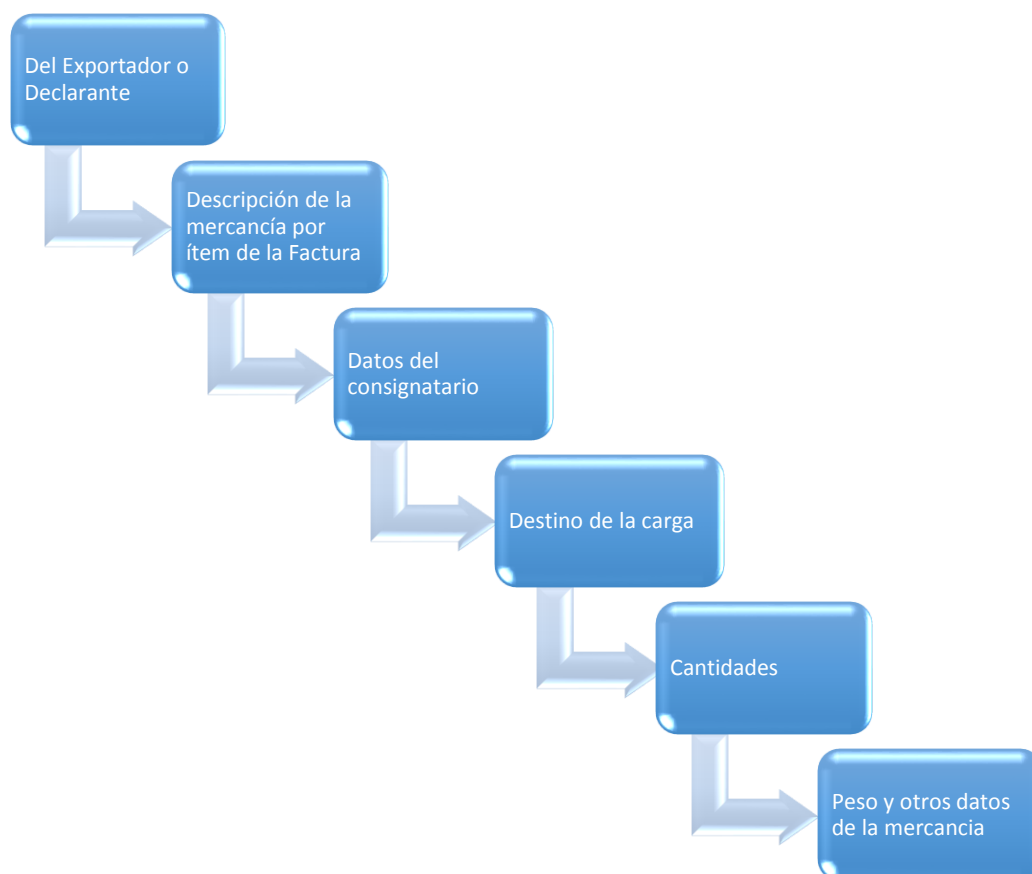 Del Exportador o
Declarante
Descripción de la
mercancía por
ítem de la Factura
Datos del
consignatario
Destino de la carga
Cantidades
Peso y otros datos
de la mercancia